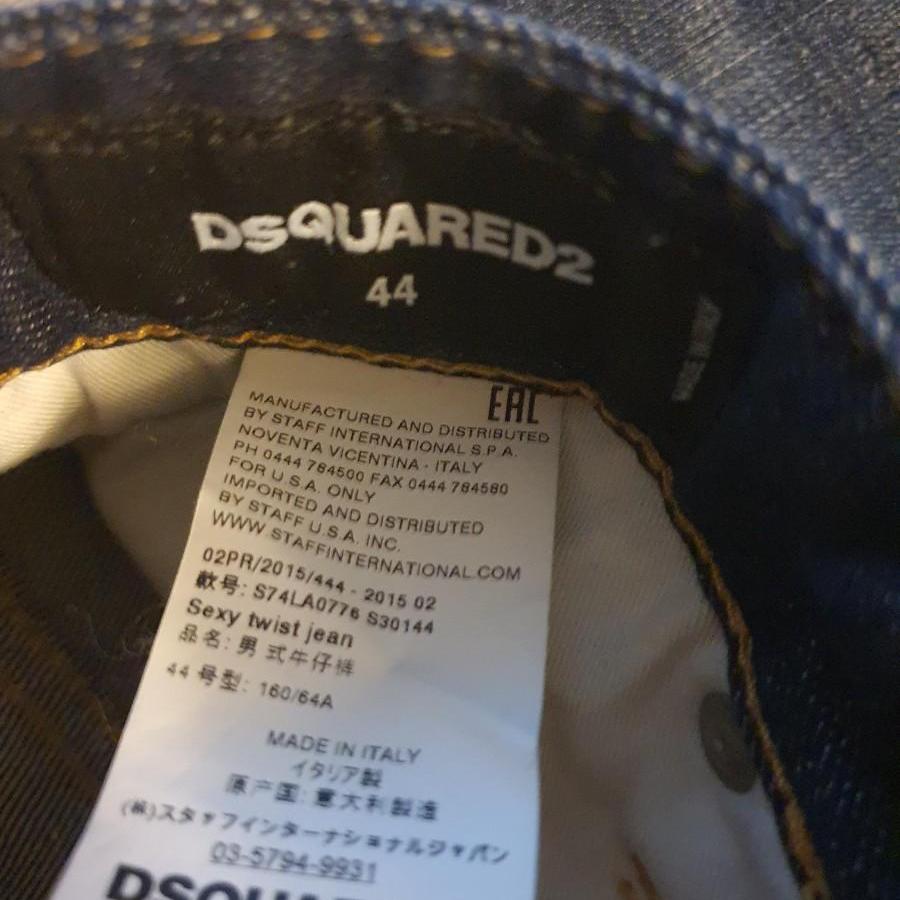 DSQUARED2
44
EAC
MANUFACTURED AND DISTRIBUTED
BY STAFF INTERNATIONAL S.P.A.
NOVENTA VICENTINA - ITALY
PH 0444 784500 FAX 0444 784580
FOR U.S.A. ONLY
IMPORTED AND DISTRIBUTED
BY STAFF U.S.A. INC.
WWW STAFFINTERNATIONAL.COM
02PR/2015/444 - 2015 02
款号: S74LA0776 S30144
Sexy twist jean
品名: 男 式牛仔裤
44 号型: 160/64A
MADE IN ITALY
イタリア製
原产国: 意大利製造
(株)スタッフインターナショナルジャパン
03-5794-9931